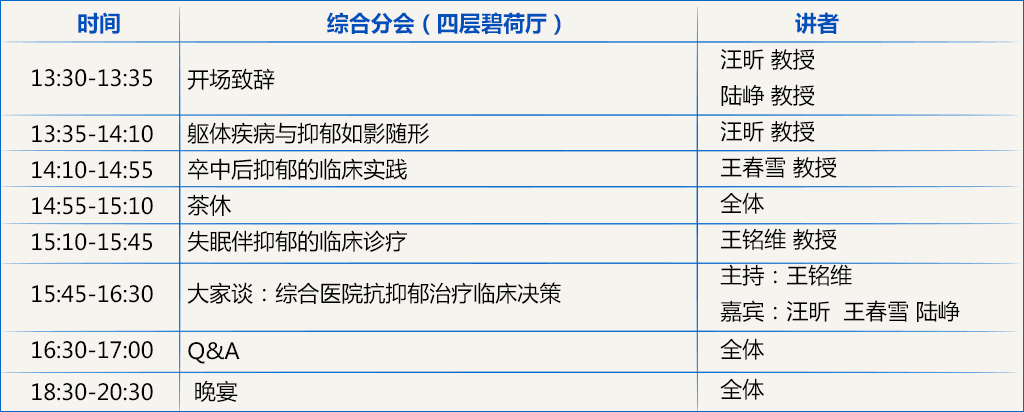 时间 综合分会（四层碧荷厅） 讲者
13:30-13:35 开场致辞 汪昕 教授
陆峥 教授
13:35-14:10 躯体疾病与抑郁如影随形 汪昕 教授
14:10-14:55 卒中后抑郁的临床实践 王春雪 教授
14:55-15:10 茶休 全体
15:10-15:45 失眠伴抑郁的临床诊疗 王铭维 教授
15:45-16:30 大家谈：综合医院抗抑郁治疗临床决策 主持：王铭维
嘉宾：汪昕 王春雪 陆峥
16:30-17:00 Q&A 全体
18:30-20:30 晚宴 全体